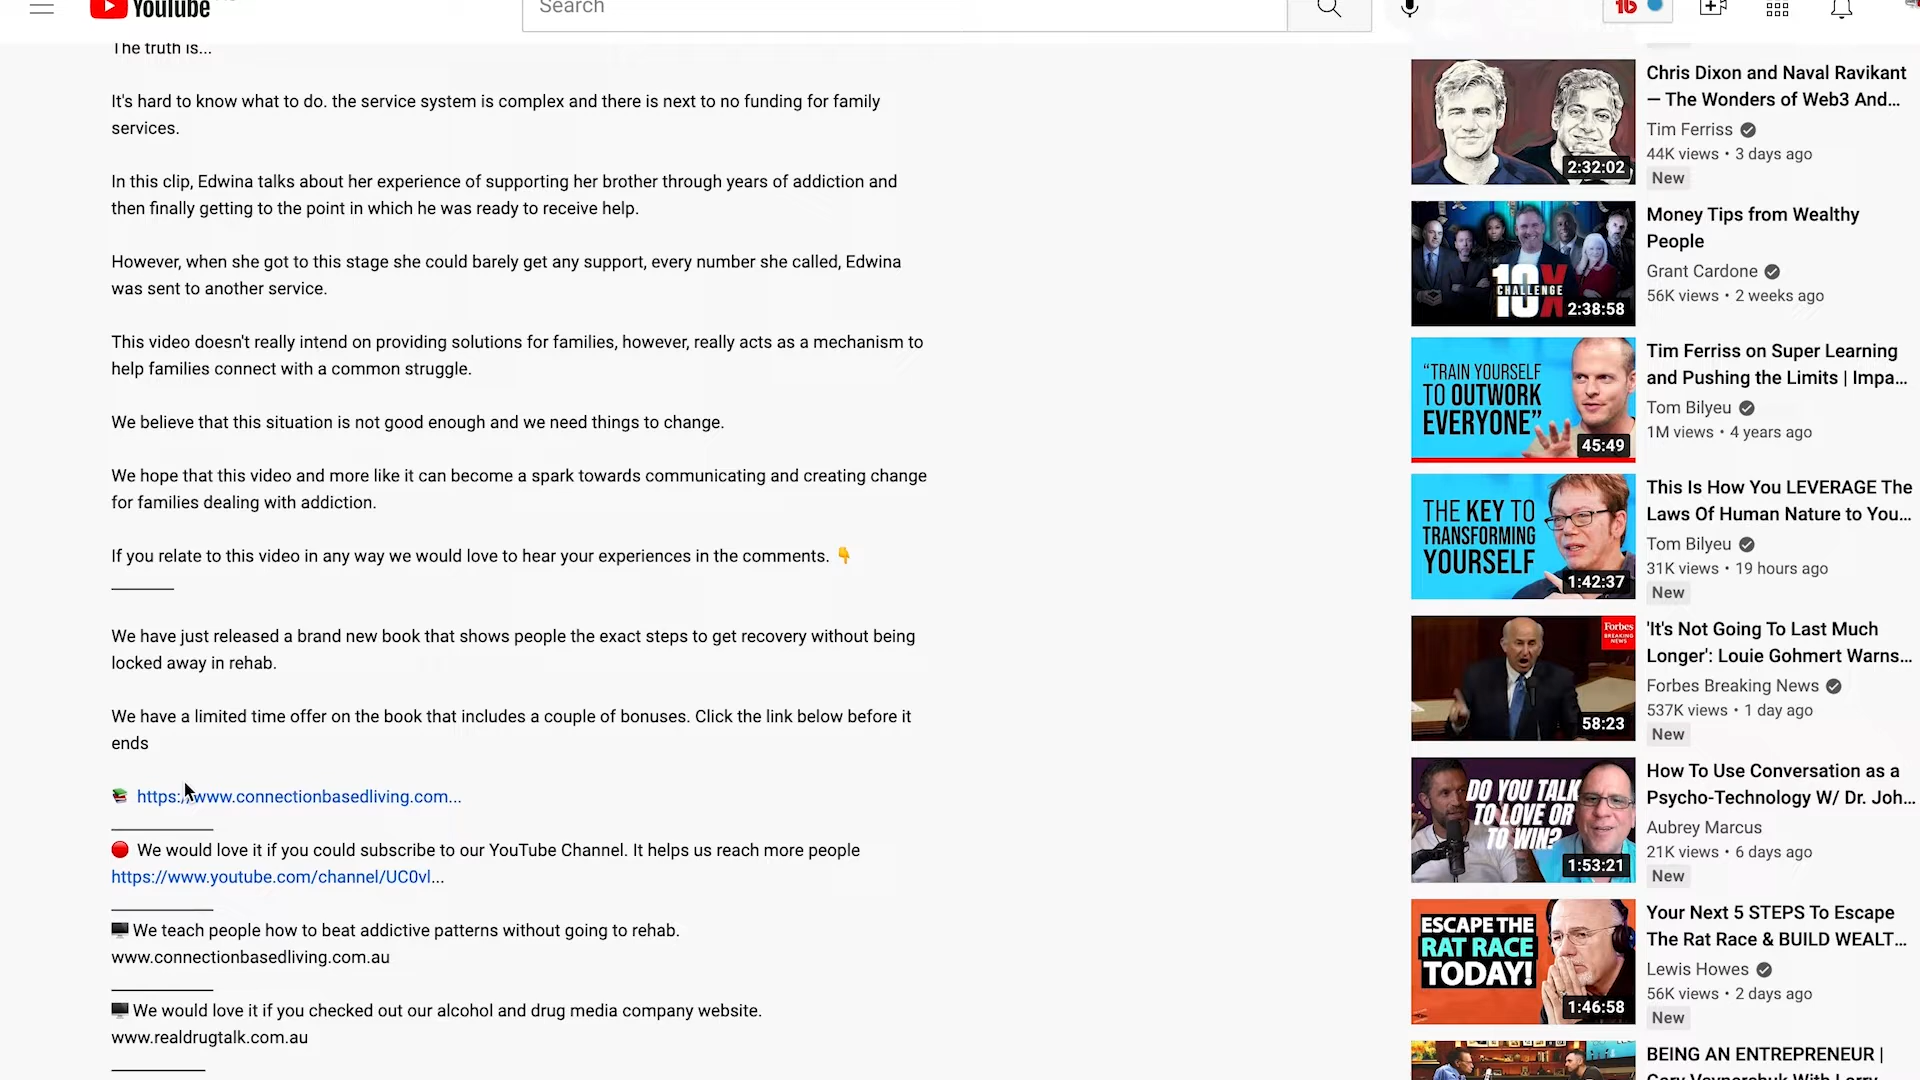 YouTube
Search
The truth is...
It's hard to know what to do. the service system is complex and there is next to no funding for family
services.
In this clip, Edwina talks about her experience of supporting her brother through years of addiction and
then finally getting to the point in which he was ready to receive help.
However, when she got to this stage she could barely get any support, every number she called, Edwina
was sent to another service.
This video doesn't really intend on providing solutions for families, however, really acts as a mechanism to
help families connect with a common struggle.
We believe that this situation is not good enough and we need things to change.
We hope that this video and more like it can become a spark towards communicating and creating change
for families dealing with addiction.
If you relate to this video in any way we would love to hear your experiences in the comments. 👇
We have just released a brand new book that shows people the exact steps to get recovery without being
locked away in rehab.
We have a limited time offer on the book that includes a couple of bonuses. Click the link below before it
ends
📚 https://www.connectionbasedliving.com...
🔴 We would love it if you could subscribe to our YouTube Channel. It helps us reach more people
https://www.youtube.com/channel/UC0vl...
🖥 We teach people how to beat addictive patterns without going to rehab.
www.connectionbasedliving.com.au
🖥 We would love it if you checked out our alcohol and drug media company website.
www.realdrugtalk.com.au
2:32:02
Chris Dixon and Naval Ravikant
— The Wonders of Web3 And...
Tim Ferriss
44K views • 3 days ago
New
10X
CHALLENGE
2:38:58
Money Tips from Wealthy
People
Grant Cardone
56K views • 2 weeks ago
"TRAIN YOURSELF
TO OUTWORK
EVERYONE"
45:49
Tim Ferriss on Super Learning
and Pushing the Limits | Impa...
Tom Bilyeu
1M views • 4 years ago
THE KEY TO
TRANSFORMING
YOURSELF
1:42:37
This Is How You LEVERAGE The
Laws Of Human Nature to You...
Tom Bilyeu
31K views • 19 hours ago
New
Forbes
BREAKING
NEWS
58:23
'It's Not Going To Last Much
Longer': Louie Gohmert Warns...
Forbes Breaking News
537K views • 1 day ago
New
DO YOU TALK
TO LOVE OR
TO WIN?
1:53:21
How To Use Conversation as a
Psycho-Technology W/ Dr. Joh...
Aubrey Marcus
21K views • 6 days ago
New
ESCAPE THE
RAT RACE
TODAY!
1:46:58
Your Next 5 STEPS To Escape
The Rat Race & BUILD WEALT...
Lewis Howes
56K views • 2 days ago
New
BEING AN ENTREPRENEUR |
Gary Vaynerchuk With Larry